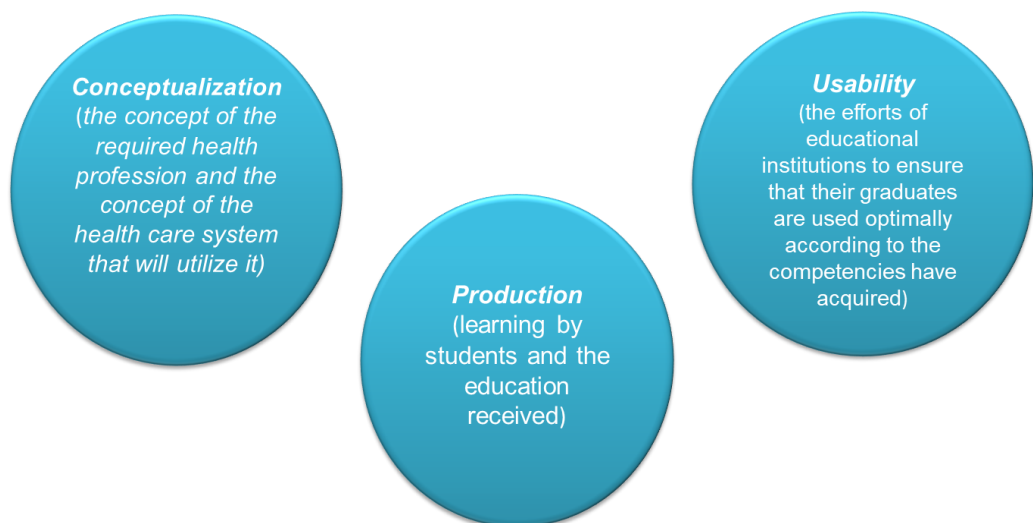 Conceptualization
(the concept of the
required health
profession and the
concept of the
health care system
that will utilize it)
Production
(learning by
students and the
education
received)
Usability
(the efforts of
educational
institutions to ensure
that their graduates
are used optimally
according to the
competencies have
acquired)